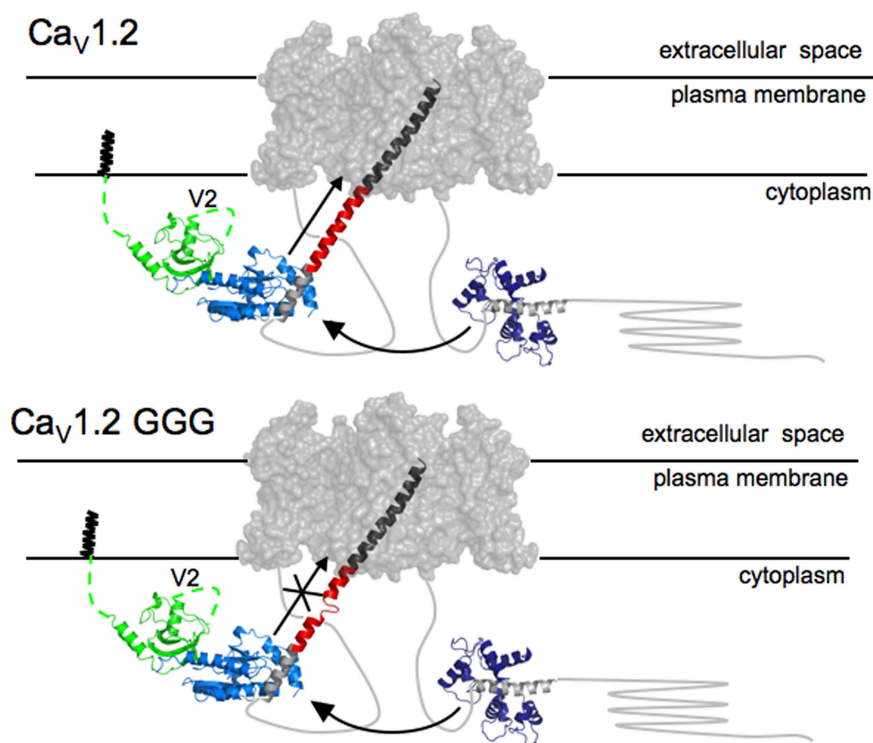 CaV1.2
extracellular space
plasma membrane
cytoplasm
V2
CaV1.2 GGG
extracellular space
plasma membrane
cytoplasm
V2